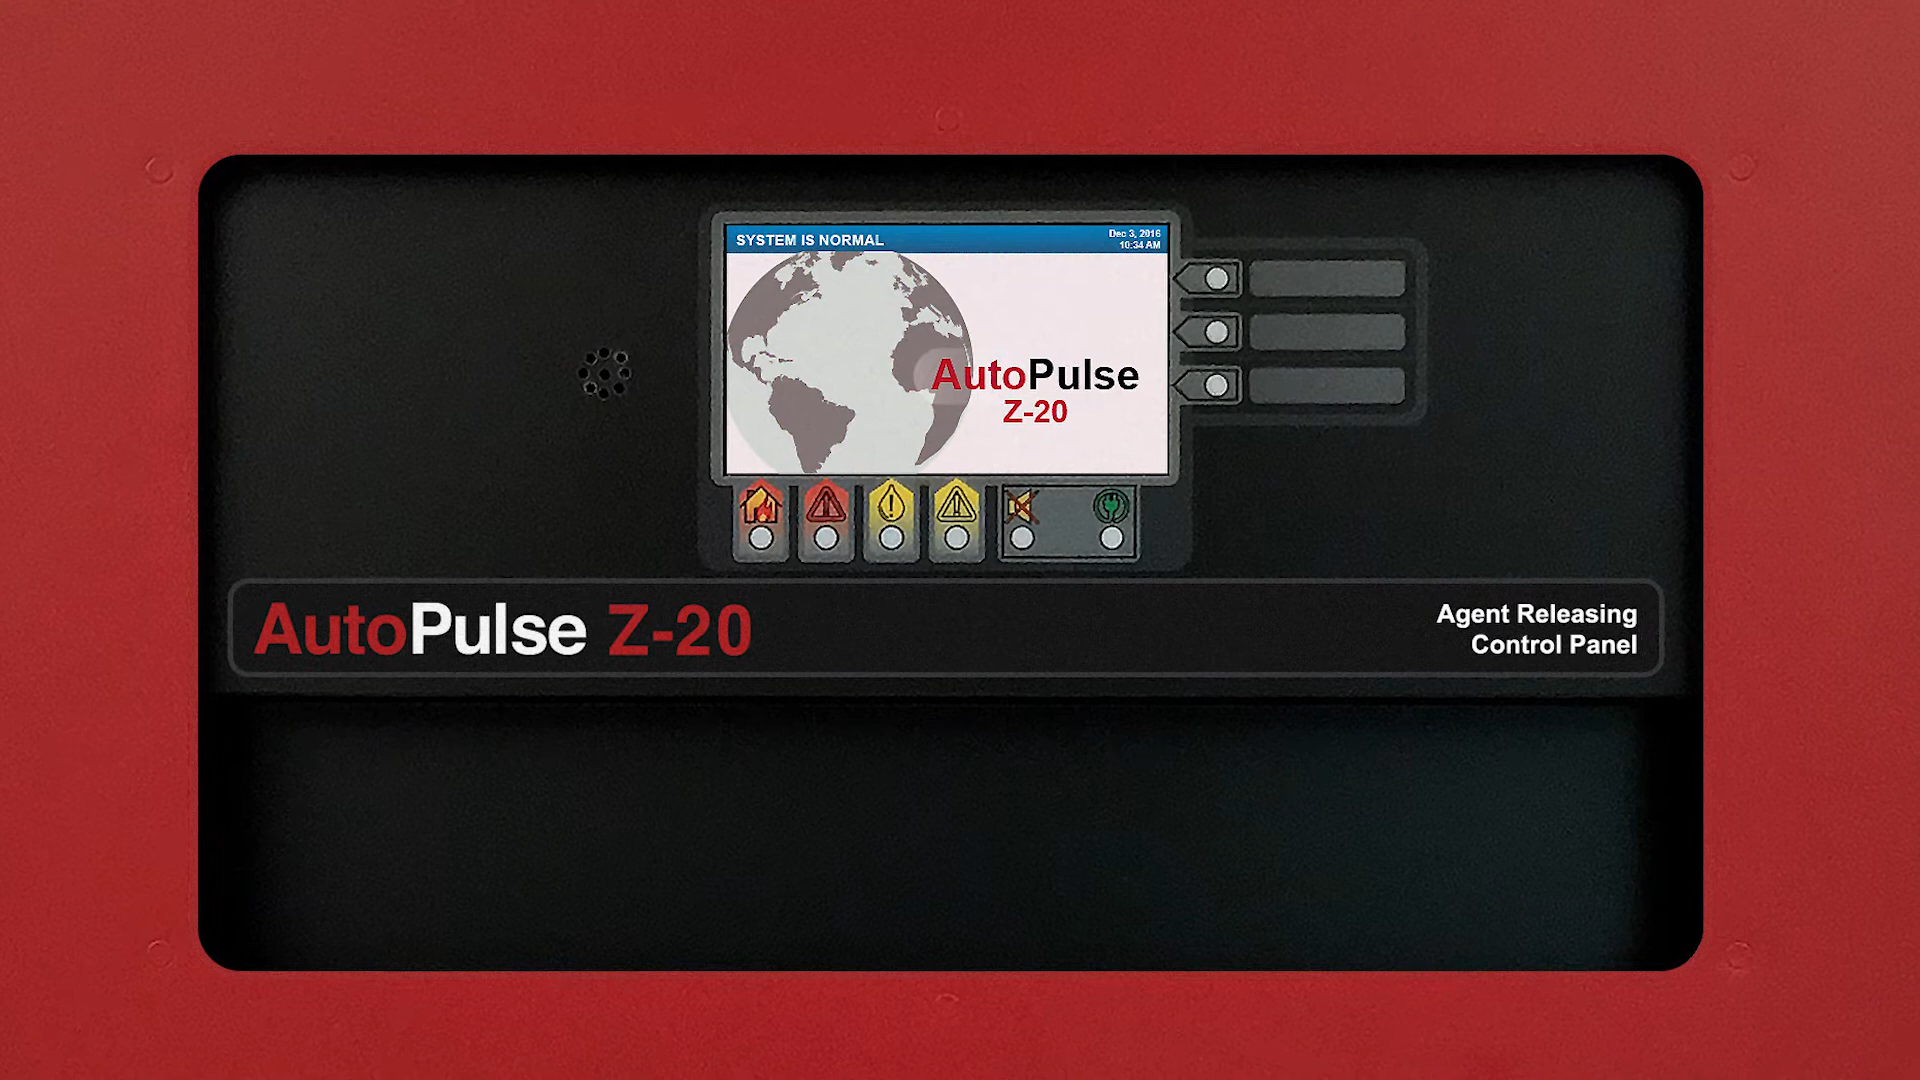 SYSTEM IS NORMAL
Dec 3, 2016
10:34 AM
AutoPulse
Z-20
AutoPulse Z-20
Agent Releasing
Control Panel